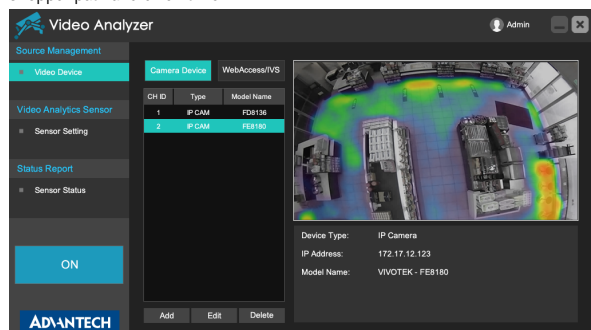 Video Analyzer
Admin
Source Management
Video Device
Video Analytics Sensor
Sensor Setting
Status Report
Sensor Status
ON
ADVANTECH
Camera Device WebAccess/IVS
CH ID Type Model Name
1 IP CAM FD8136
2 IP CAM FE8180
Add Edit Delete
Device Type: IP Camera
IP Address: 172.17.12.123
Model Name: VIVOTEK - FE8180